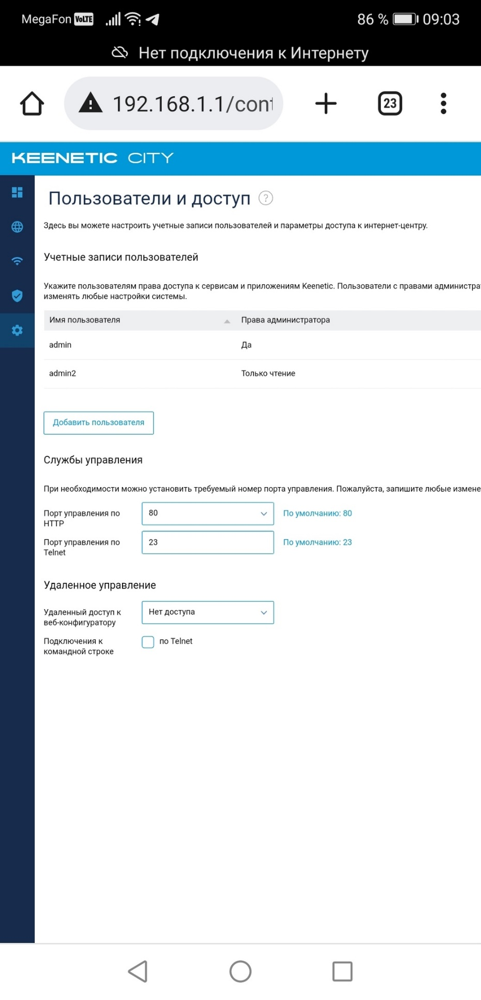 MegaFon VoLTE 86 % 09:03
Нет подключения к Интернету
192.168.1.1/cont 23
KEENETIC CITY
Пользователи и доступ ?
Здесь вы можете настроить учетные записи пользователей и параметры доступа к интернет-центру.
Учетные записи пользователей
Укажите пользователям права доступа к сервисам и приложениям Keenetic. Пользователи с правами администрат
изменять любые настройки системы.
Имя пользователя Права администратора
admin Да
admin2 Только чтение
Добавить пользователя
Службы управления
При необходимости можно установить требуемый номер порта управления. Пожалуйста, запишите любые измене
Порт управления по 80 По умолчанию: 80
HTTP
Порт управления по 23 По умолчанию: 23
Telnet
Удаленное управление
Удаленный доступ к Нет доступа
веб-конфигуратору
Подключения к по Telnet
командной строке